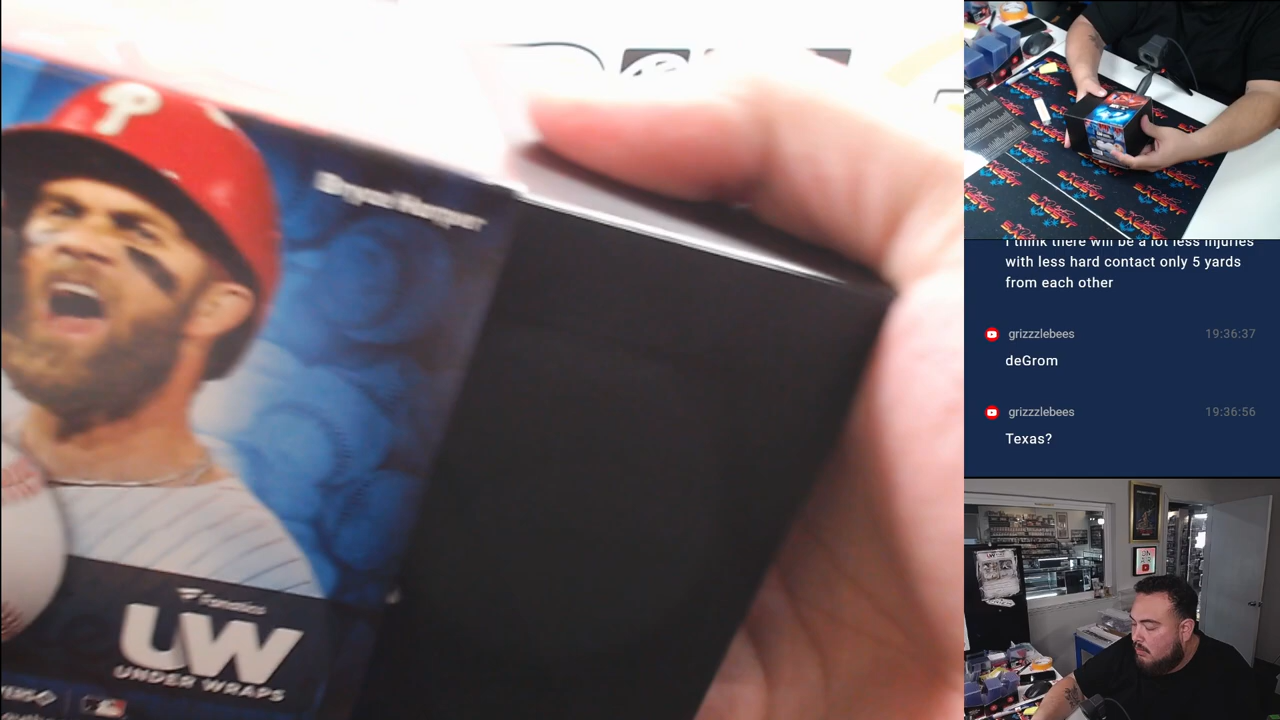 P
Bryce Harper
Fanatics
UW
UNDER WRAPS
I think there will be a lot less injuries
with less hard contact only 5 yards
from each other
grizzzlebees
19:36:37
deGrom
grizzzlebees
19:36:56
Texas?